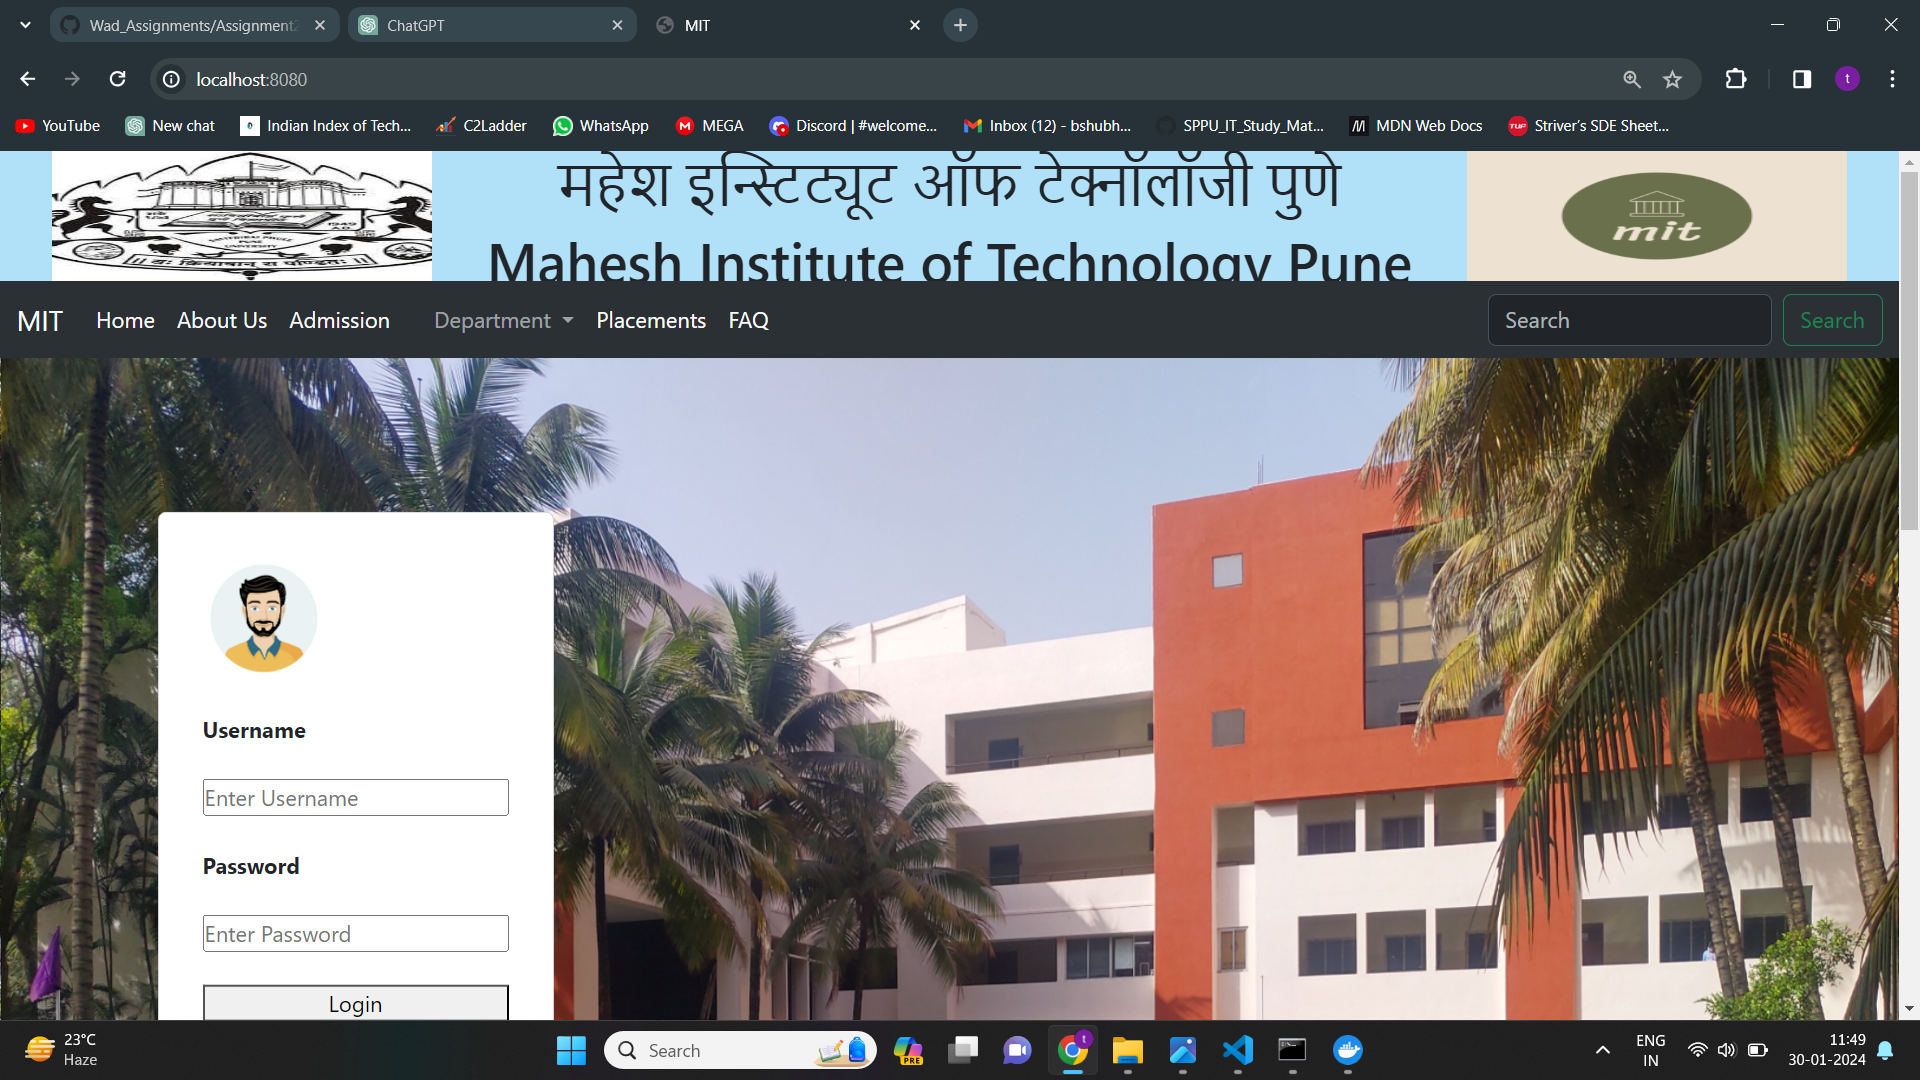 Wad_Assignments/Assignment2
ChatGPT
MIT
localhost:8080
t
YouTube
New chat
Indian Index of Tech...
C2Ladder
WhatsApp
MEGA
Discord | #welcome...
Inbox (12) - bshubh...
SPPU_IT_Study_Mat...
MDN Web Docs
Striver's SDE Sheet...
महेश इन्स्टिट्यूट ऑफ टेक्नॉलॉजी पुणे
mit
Mahesh Institute of Technology Pune
MIT
Home
About Us
Admission
Department
Placements
FAQ
Search
Search
Username
Enter Username
Password
Enter Password
Login
23°C
Haze
Search
PRE
t
ENG
IN
11:49
30-01-2024